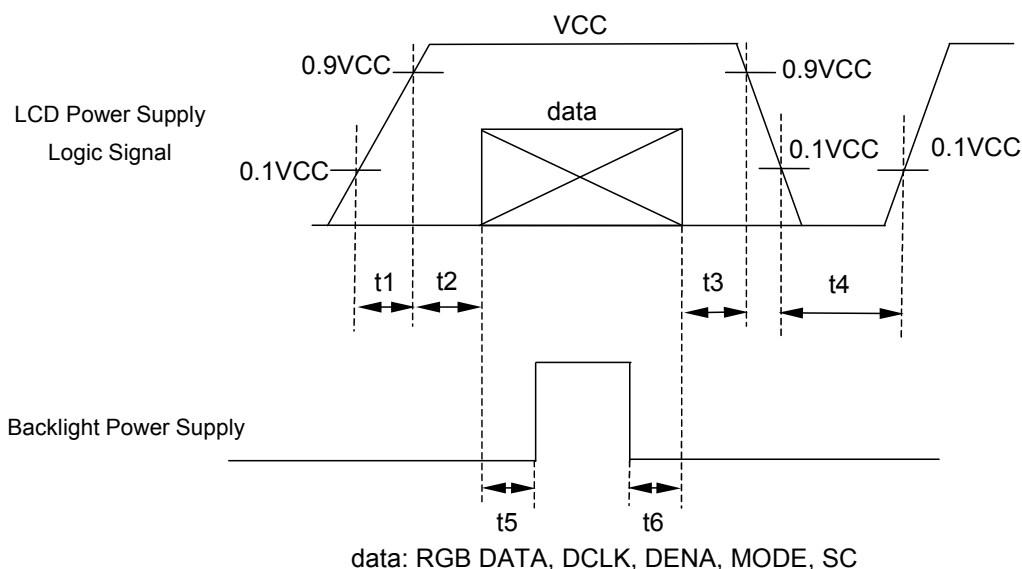 VCC
0.9VCC
0.9VCC
LCD Power Supply
Logic Signal
data
0.1VCC
0.1VCC
0.1VCC
t1
t2
t3
t4
Backlight Power Supply
t5
t6
data: RGB DATA, DCLK, DENA, MODE, SC